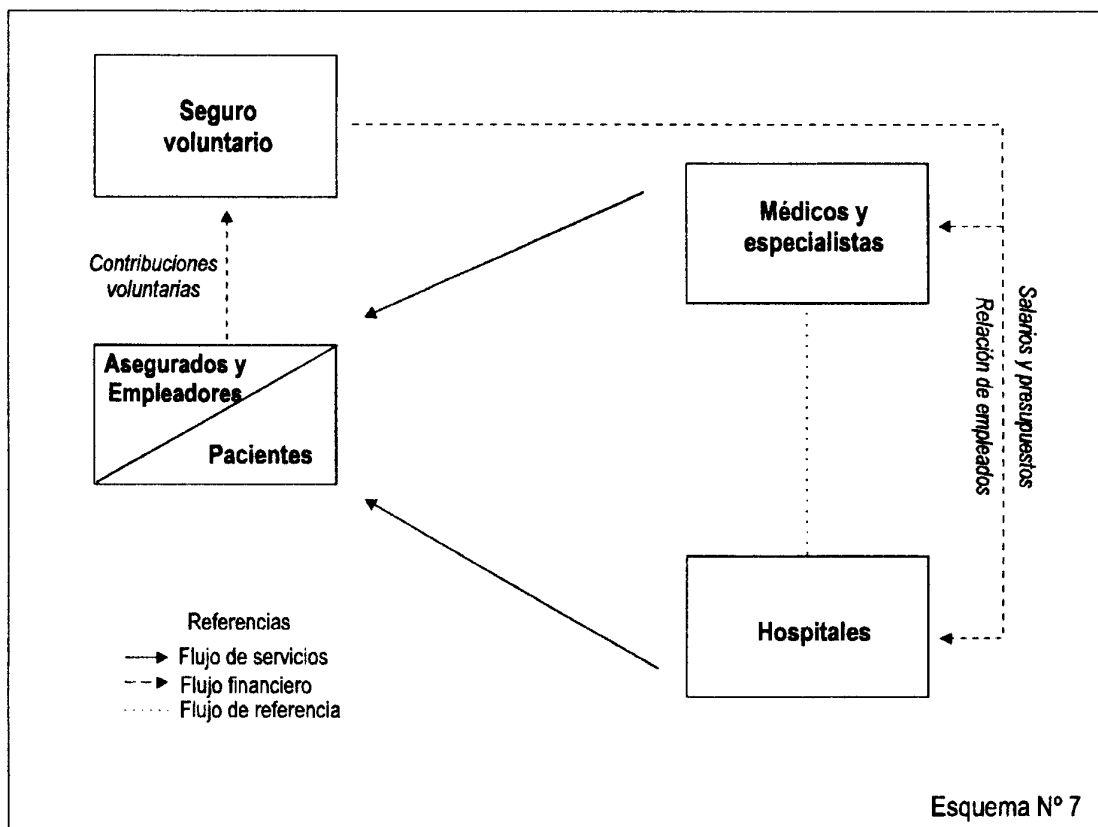 Seguro
voluntario
Médicos y
especialistas
Contribuciones
voluntarias
Salarios y presupuestos
Relación de empleados
Asegurados y
Empleadores
Pacientes
Hospitales
Referencias
Flujo de servicios
Flujo financiero
Flujo de referencia
Esquema Nº 7